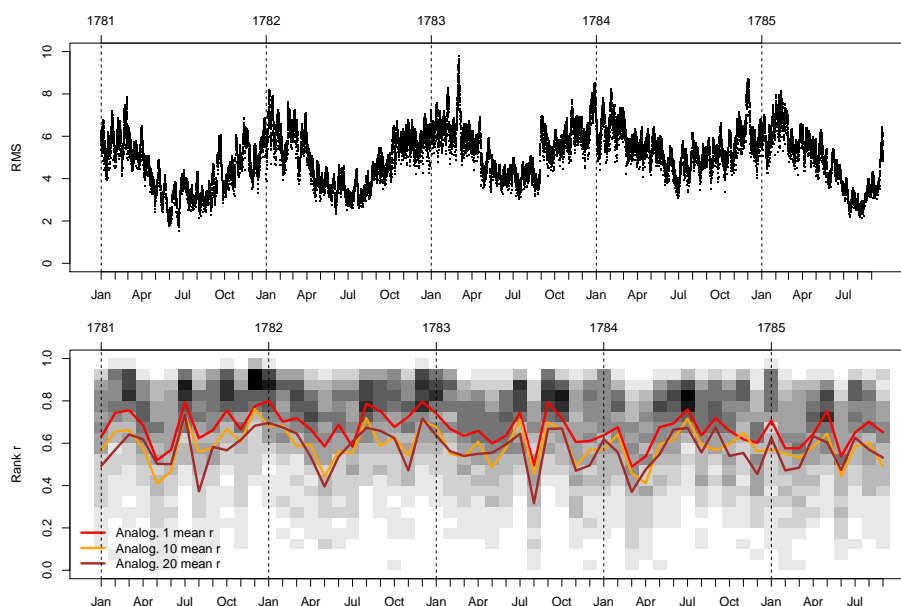 1781 1782 1783 1784 1785
10
8
6
4
2
0
RMS
Jan Apr Jul Oct Jan Apr Jul Oct Jan Apr Jul Oct Jan Apr Jul Oct Jan Apr Jul
1781 1782 1783 1784 1785
1.0
0.8
0.6
0.4
0.2
0.0
Rank r
Analog. 1 mean r
Analog. 10 mean r
Analog. 20 mean r
Jan Apr Jul Oct Jan Apr Jul Oct Jan Apr Jul Oct Jan Apr Jul Oct Jan Apr Jul